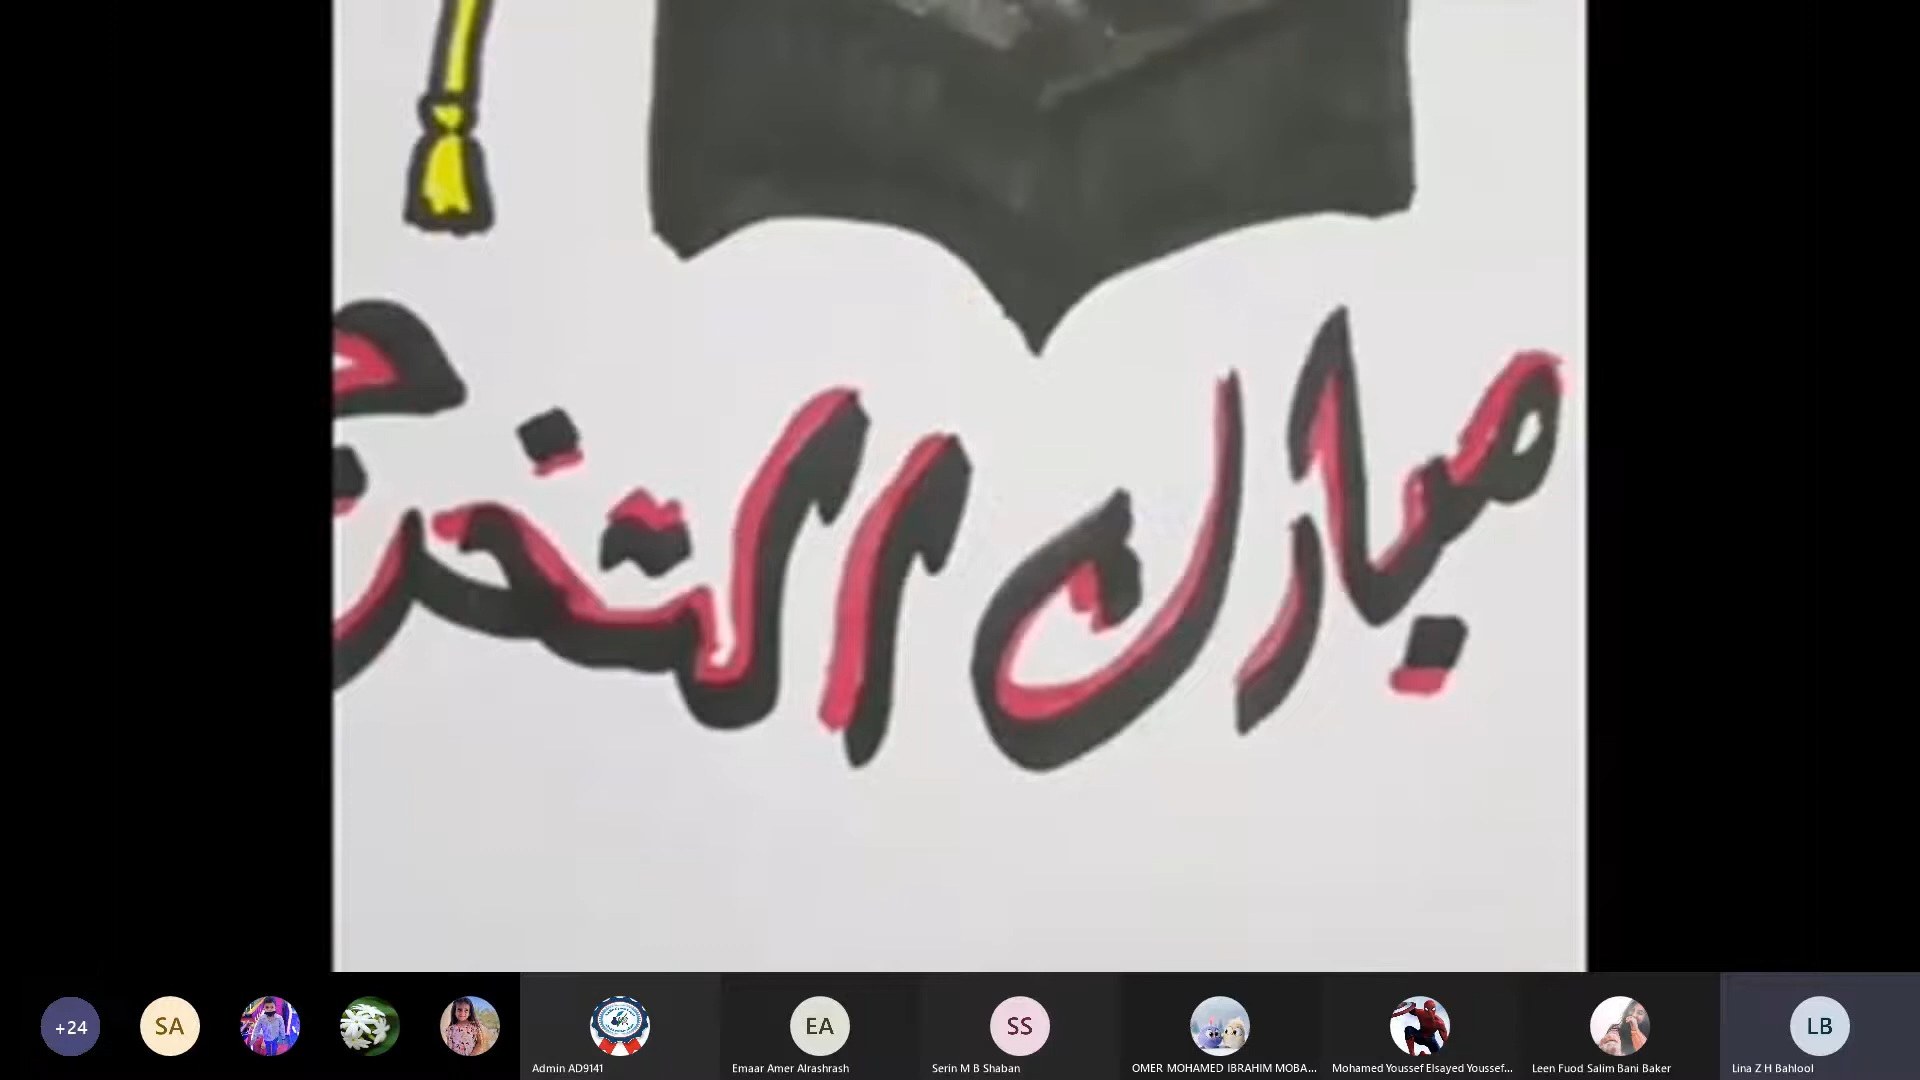 مبارك التخر
+24
SA
EA
SS
LB
Admin AD9141
Emaar Amer Alrashrash
Serin M B Shaban
OMER MOHAMED IBRAHIM MOBA...
Mohamed Youssef Elsayed Youssef...
Leen Fuod Salim Bani Baker
Lina Z H Bahlool